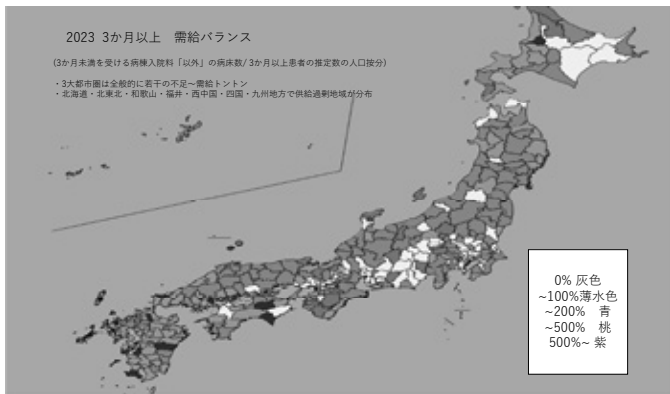 2023 3か月以上　需給バランス
(3か月未満を受ける病棟入院料「以外」の病床数/3か月以上患者の推定数の人口按分)
・3大都市圏は全般的に若干の不足～需給トントン
・北海道・北東北・和歌山・福井・西中国・四国・九州地方で供給過剰地域が分布
0% 灰色
~100%薄水色
~200%　青
~500%　桃
500%~ 紫